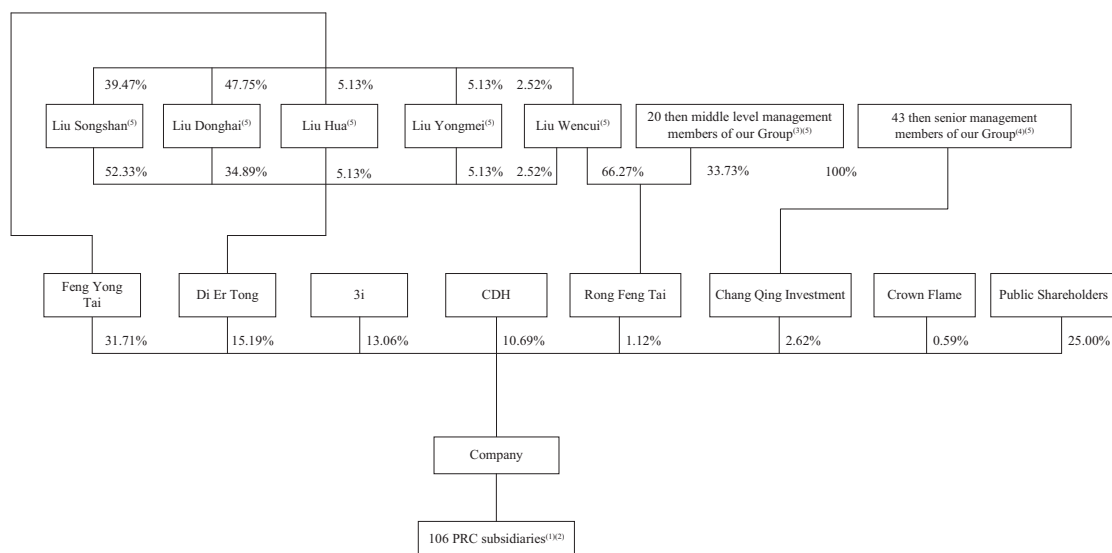 39.47% 47.75% 5.13% 5.13% 2.52%
Liu Songshan(5)
Liu Donghai(5)
Liu Hua(5)
Liu Yongmei(5)
Liu Wencui(5)
20 then middle level management
members of our Group(3)(5)
43 then senior management
members of our Group(4)(5)
52.33% 34.89% 5.13% 5.13% 2.52% 66.27% 33.73% 100%
Feng Yong
Tai
Di Er Tong
3i
CDH
Rong Feng Tai
Chang Qing Investment
Crown Flame
Public Shareholders
31.71% 15.19% 13.06% 10.69% 1.12% 2.62% 0.59% 25.00%
Company
106 PRC subsidiaries(1)(2)